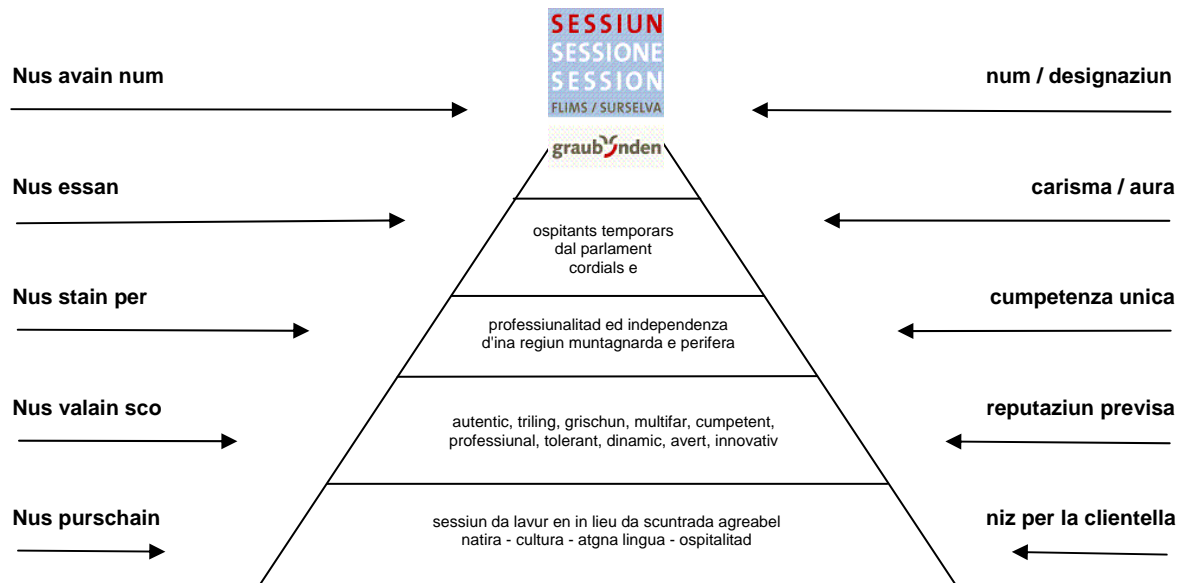 SESSIUN
SESSIONE
SESSION
FLIMS / SURSELVA
graubünden
Nus avain num
num / designaziun
Nus essan
carisma / aura
ospitants temporars
dal parlament
cordials e
Nus stain per
cumpetenza unica
professiunalitad ed independenza
d'ina regiun muntagnarda e perifera
Nus valain sco
reputaziun previsa
autentic, triling, grischun, multifar, cumpetent,
professiunal, tolerant, dinamic, avert, innovativ
Nus purschain
niz per la clientella
sessiun da lavur en in lieu da scuntrada agreabel
natira - cultura - atgna lingua - ospitalitad